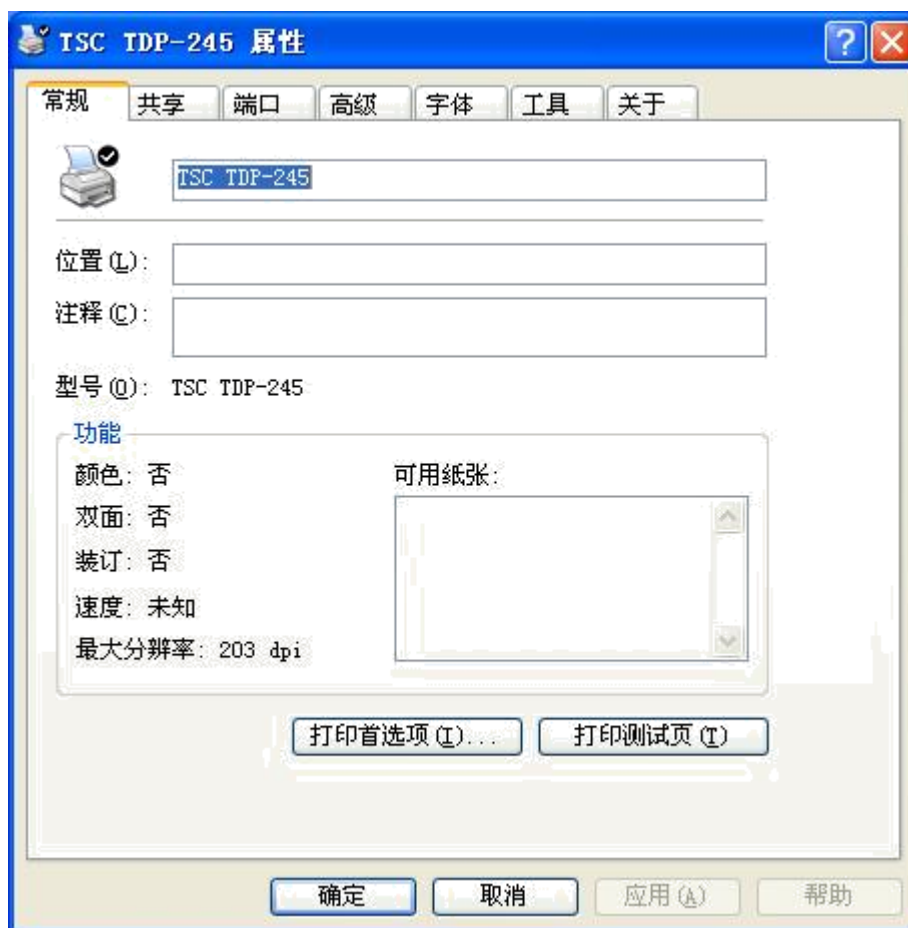 TSC TDP-245 属性
常规 共享 端口 高级 字体 工具 关于
TSC TDP-245
位置(L):
注释(C):
型号(O): TSC TDP-245
功能
颜色: 否 可用纸张:
双面: 否
装订: 否
速度: 未知
最大分辨率: 203 dpi
打印首选项(I)... 打印测试页(T)
确定 取消 应用(A) 帮助